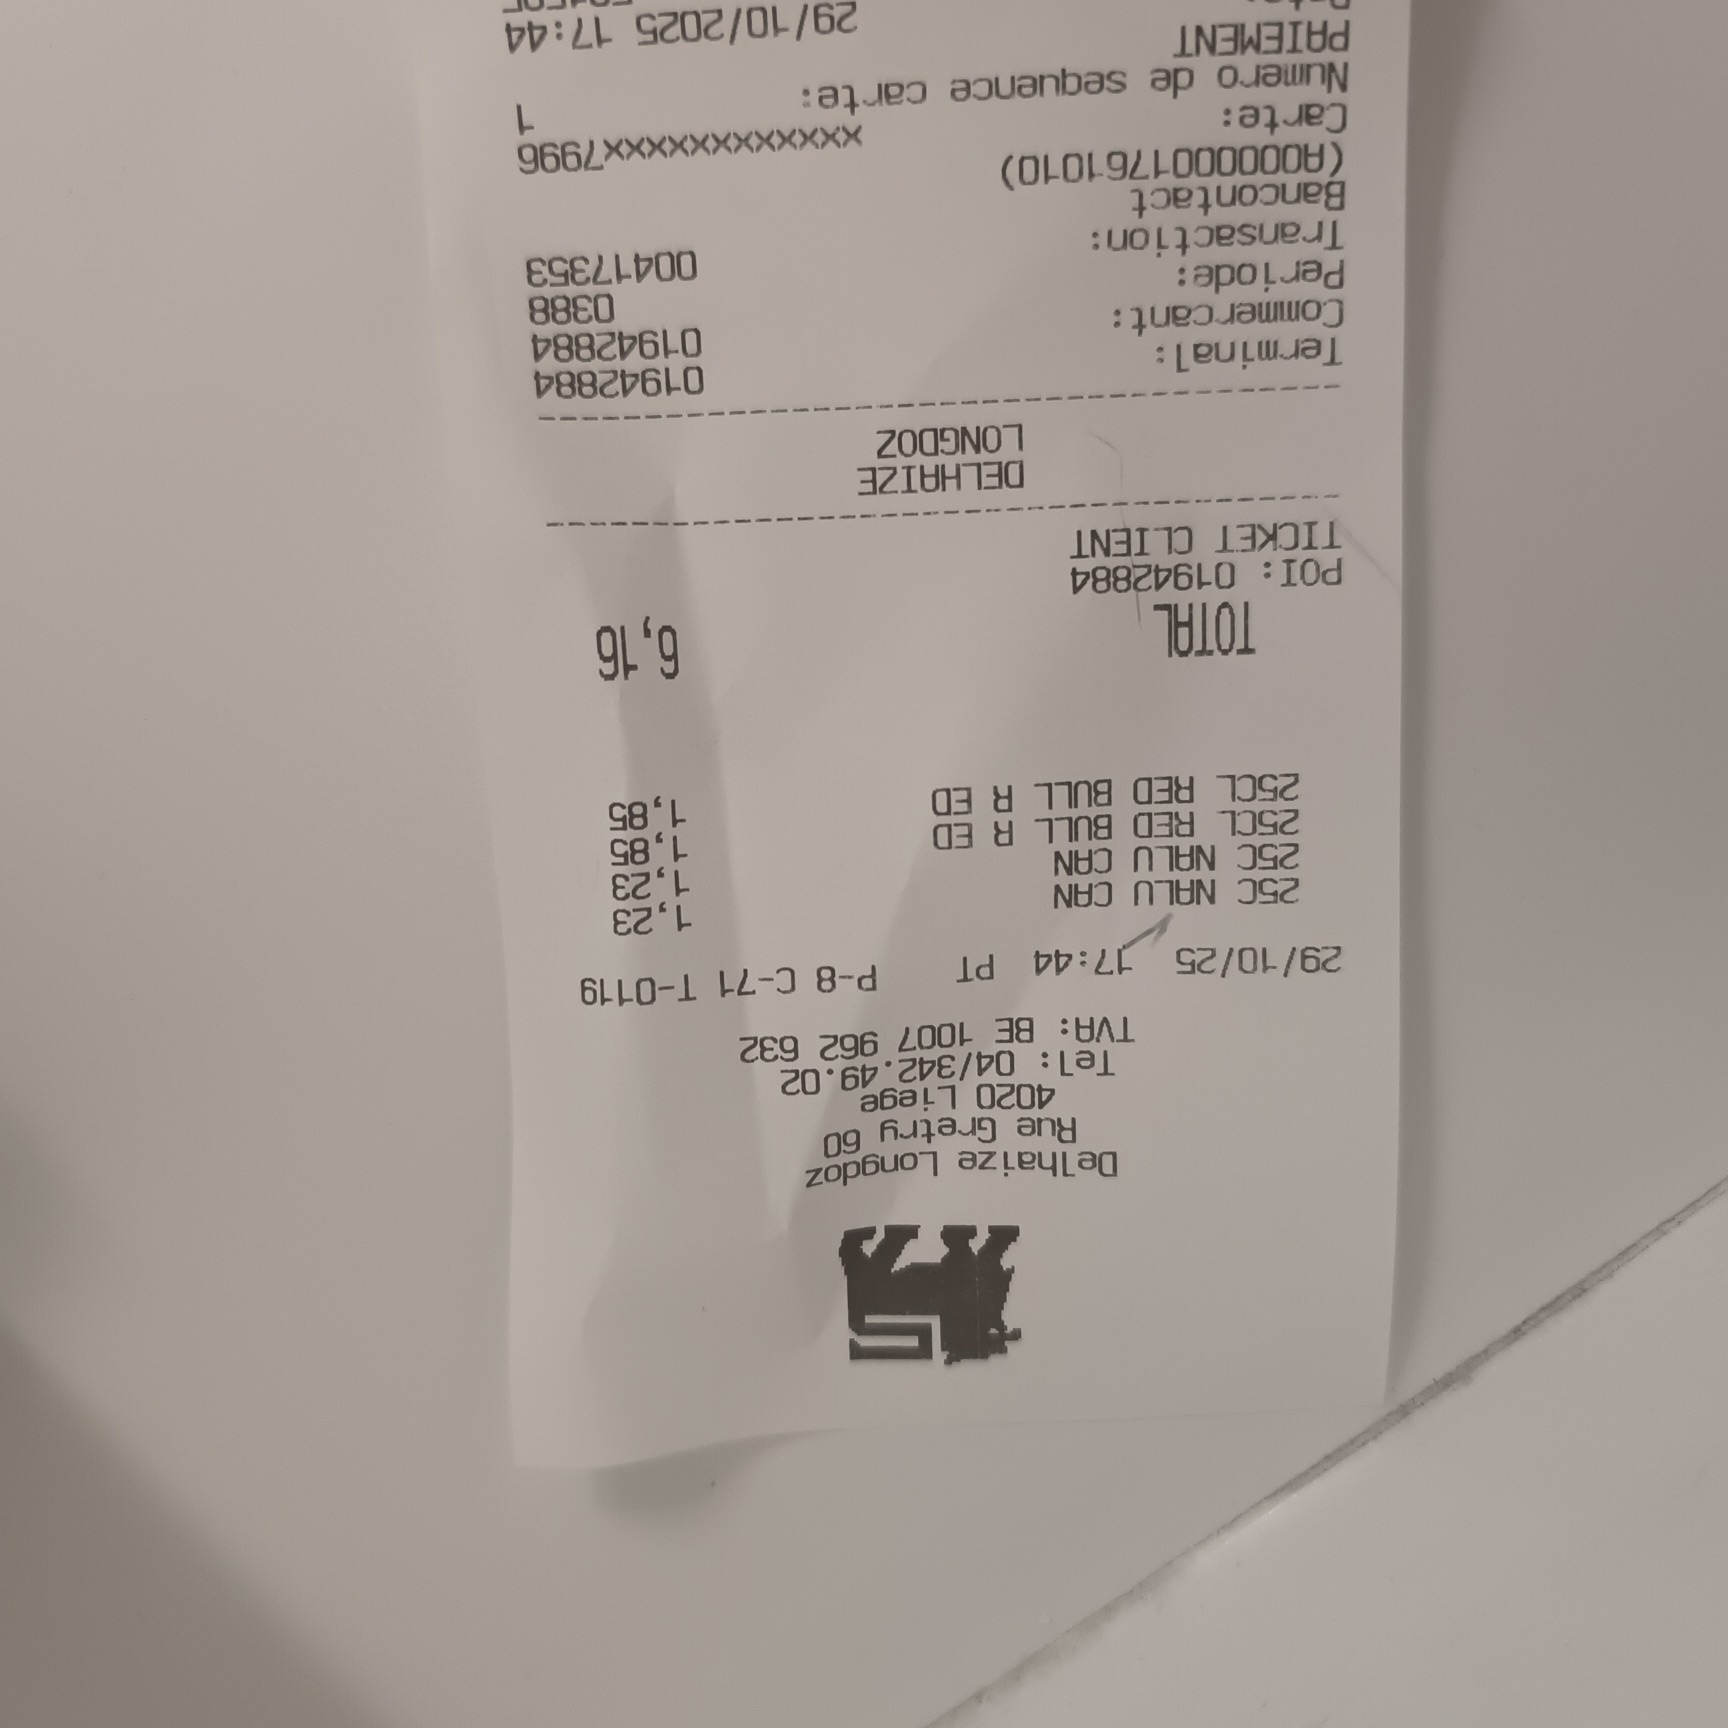 Delhaize Longdoz
Rue Gretry 60
4020 Liege
Tel: 04/342.49.02
TVA: BE 1007 962 632
29/10/25 17:44 PT P-8 C-71 T-0119
25C NALU CAN 1,23
25C NALU CAN 1,23
25CL RED BULL R ED 1,85
25CL RED BULL R ED 1,85
TOTAL 6,16
POI: 01942884
TICKET CLIENT
DELHAIZE
LONGDOZ
Terminal: 01942884
Commercant: 01942884
Periode: 0388
Transaction: 00417353
Bancontact
(A0000001761010)
Carte: xxxxxxxxxxxxx7996
Numero de sequence carte: 1
PAIEMENT
29/10/2025 17:44